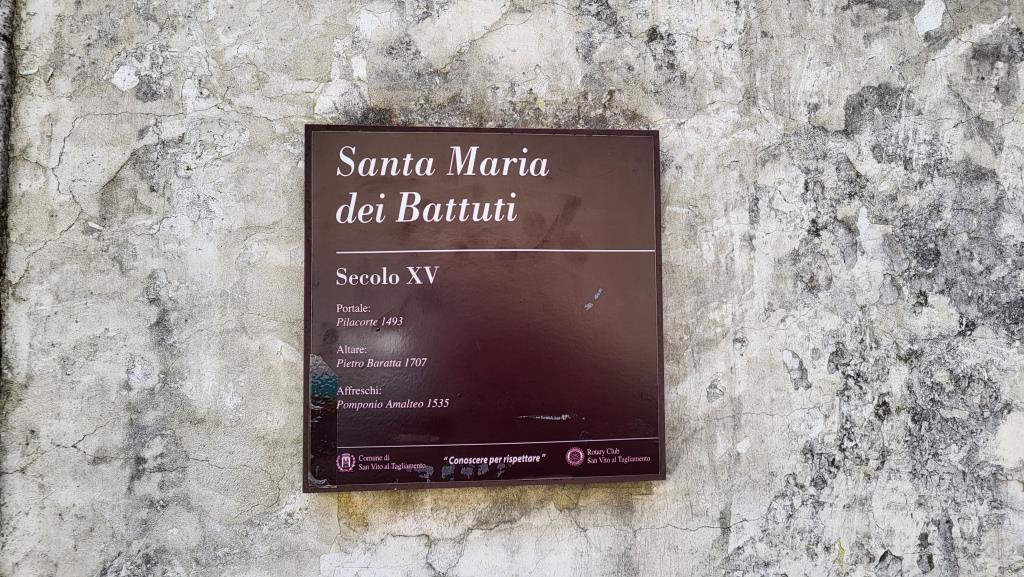 Santa Maria
dei Battuti
Secolo XV
Portale:
Pilacorte 1493
Altare:
Pietro Baratta 1707
Affreschi:
Pomponio Amalteo 1535
Comune di
San Vito al Tagliamento
“ Conoscere per rispettare ”
Rotary Club
San Vito al Tagliamento